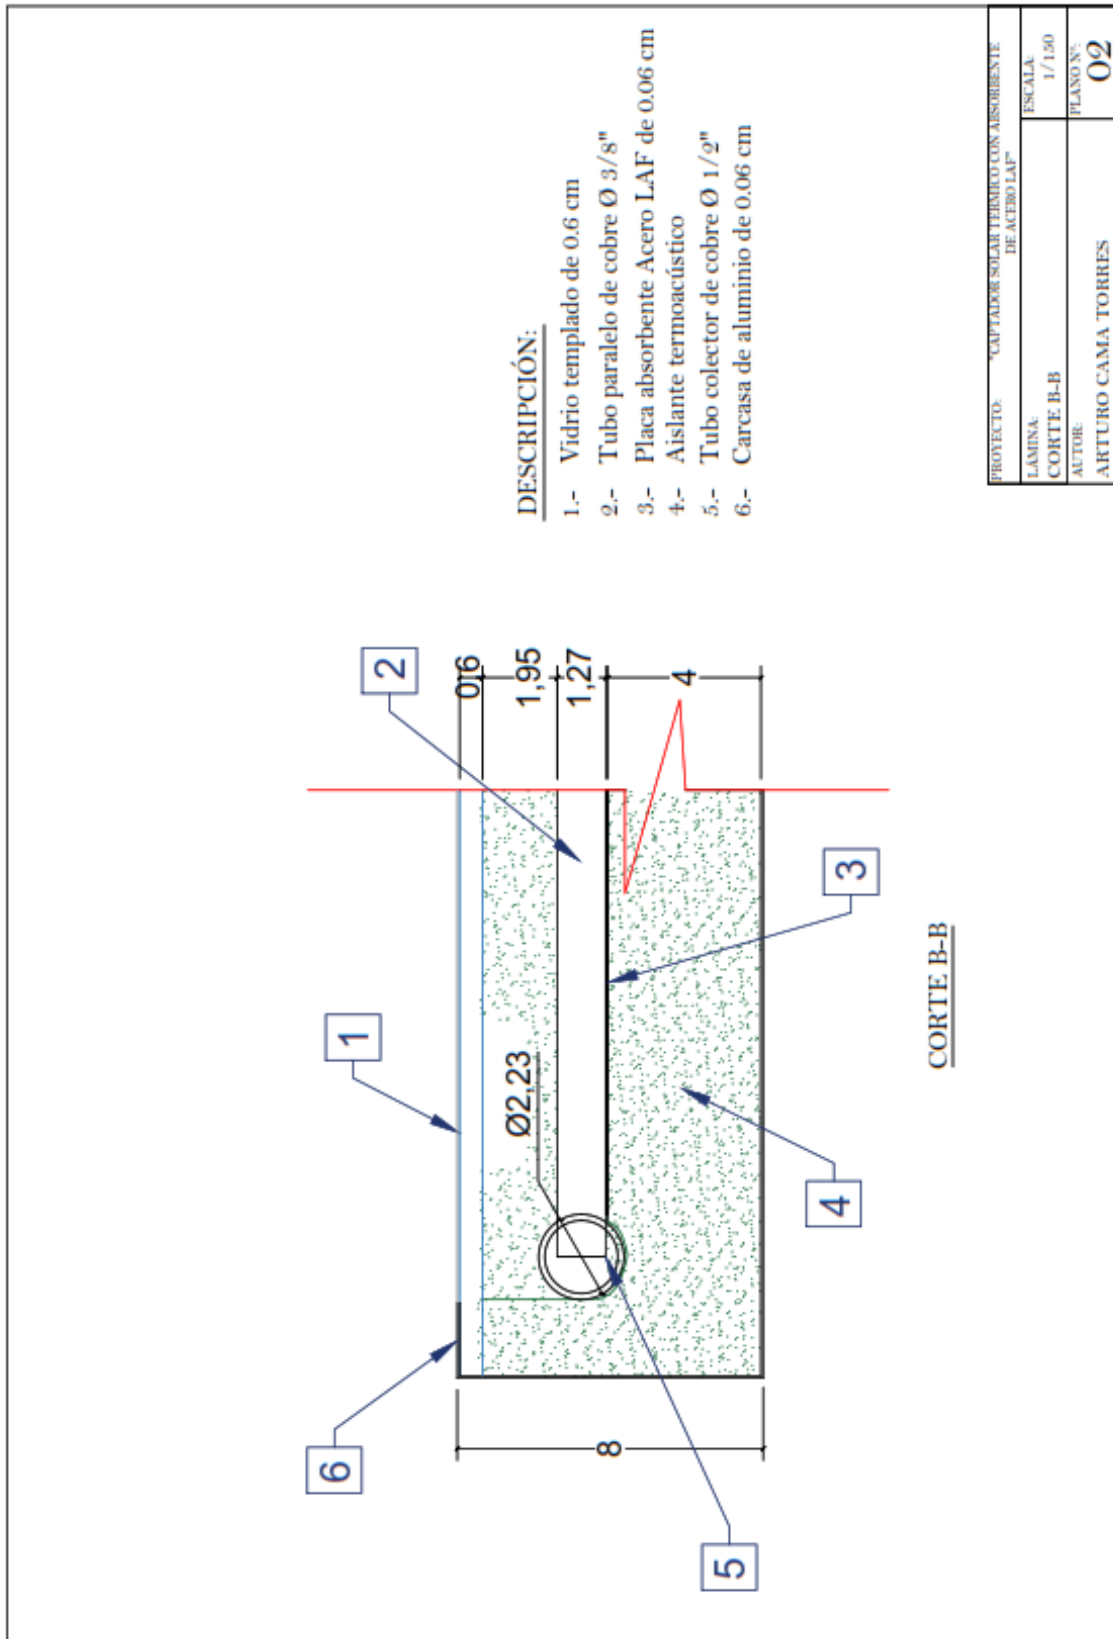 6
1
2
0,6
1,95
1,27
4
Ø2,23
8
3
4
5
CORTE B-B
DESCRIPCIÓN:
1.- Vidrio templado de 0.6 cm
2.- Tubo paralelo de cobre Ø 3/8"
3.- Placa absorbente Acero LAF de 0.06 cm
4.- Aislante termoacústico
5.- Tubo colector de cobre Ø 1/2"
6.- Carcasa de aluminio de 0.06 cm
PROYECTO: "CAPTADOR SOLAR TERMICO CON ABSORBENTE
DE ACERO LAF"
LÁMINA:
CORTE B-B
ESCALA:
1/150
AUTOR:
ARTURO CAMA TORRES
PLANO Nº:
02